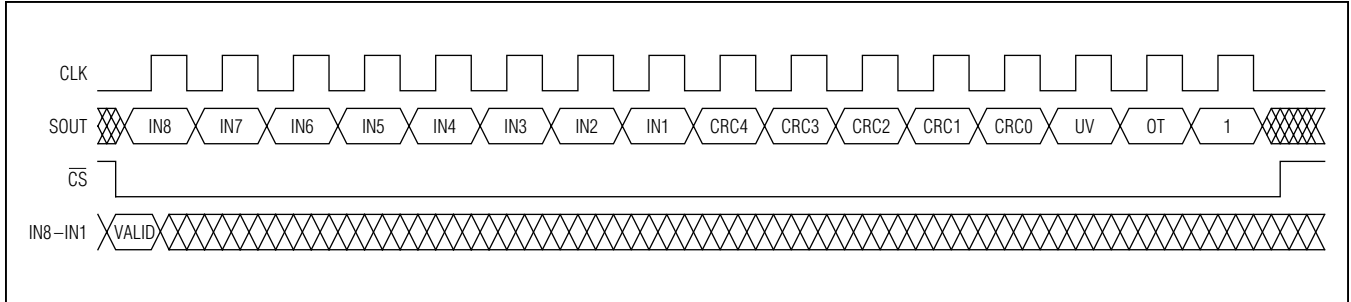 CLK
SOUT IN8 IN7 IN6 IN5 IN4 IN3 IN2 IN1 CRC4 CRC3 CRC2 CRC1 CRC0 UV OT 1
CS
IN8–IN1 VALID